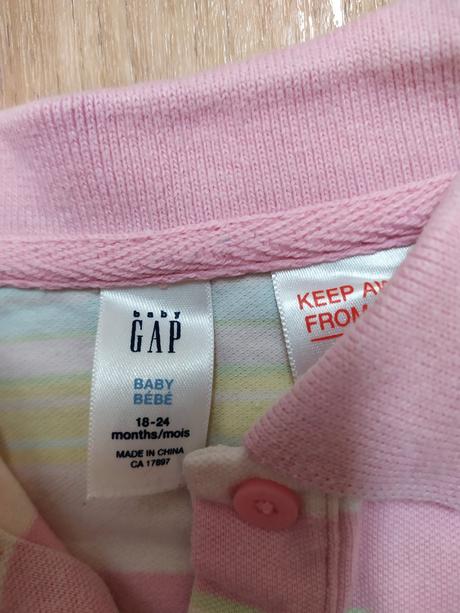 baby
GAP
BABY
BÉBÉ
18-24
months/mois
MADE IN CHINA
CA 17897
KEEP
FROM